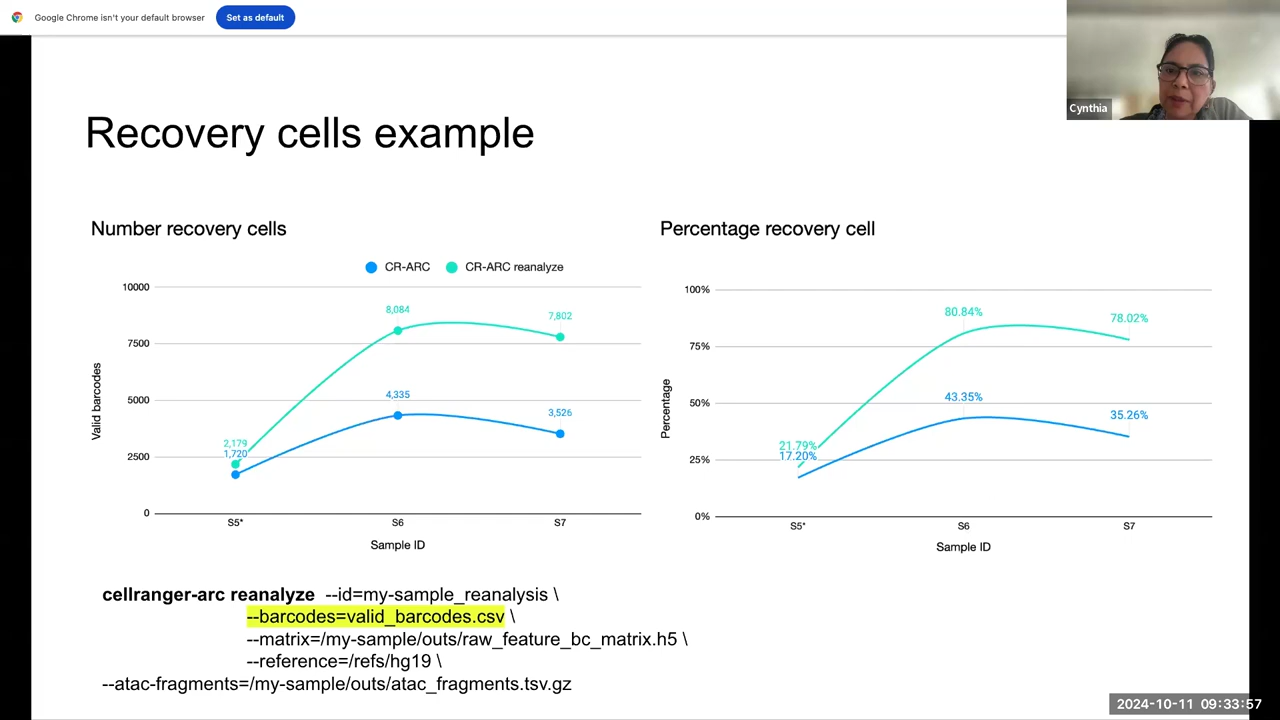 Google Chrome isn't your default browser
Set as default
Cynthia
Recovery cells example
Number recovery cells
CR-ARC
CR-ARC reanalyze
Valid barcodes
10000
7500
5000
2500
0
8,084
7,802
4,335
3,526
2,179
1,720
S5*
S6
S7
Sample ID
Percentage recovery cell
Percentage
100%
75%
50%
25%
0%
80.84%
78.02%
43.35%
35.26%
21.79%
17.20%
S5*
S6
S7
Sample ID
cellranger-arc reanalyze --id=my-sample_reanalysis \
--barcodes=valid_barcodes.csv \
--matrix=/my-sample/outs/raw_feature_bc_matrix.h5 \
--reference=/refs/hg19 \
--atac-fragments=/my-sample/outs/atac_fragments.tsv.gz
2024-10-11 09:33:57